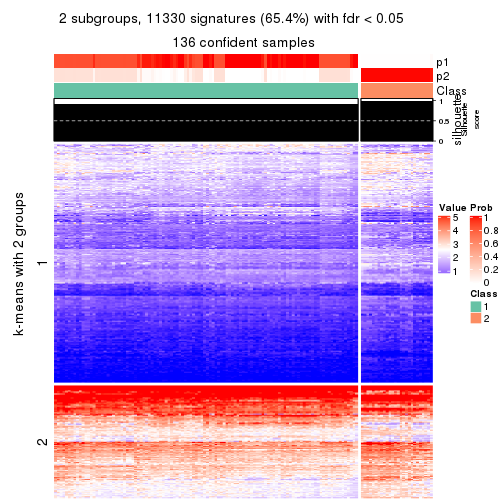 2 subgroups, 11330 signatures (65.4%) with fdr < 0.05
136 confident samples
p1
p2
Class
silhouette
Silhouette
score
1
0.5
0
k-means with 2 groups
1
2
Value
5
4
3
2
1
Prob
1
0.8
0.6
0.4
0.2
0
Class
1
2